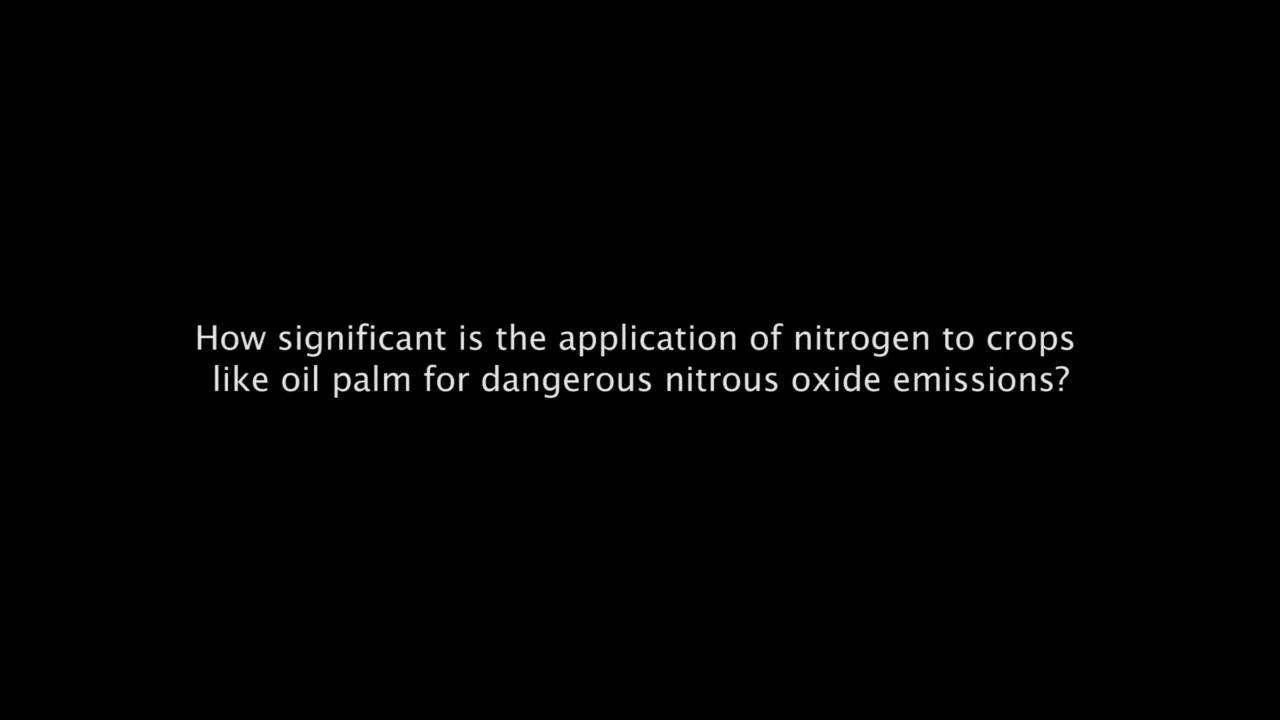 How significant is the application of nitrogen to crops
like oil palm for dangerous nitrous oxide emissions?